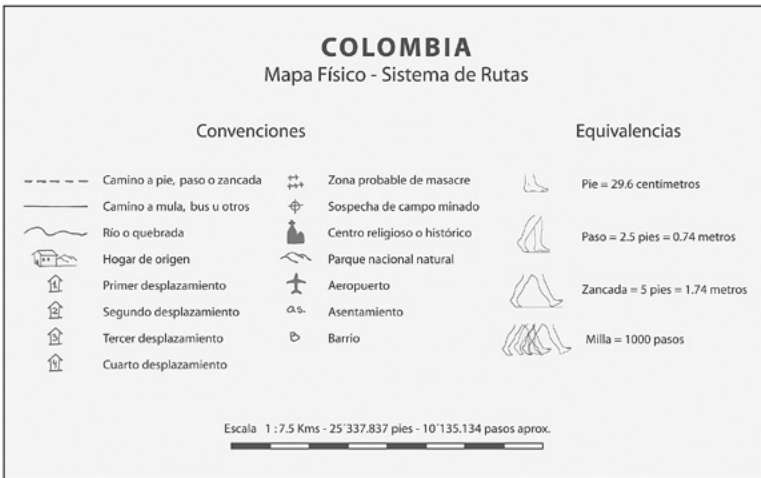 COLOMBIA
Mapa Físico - Sistema de Rutas
Convenciones
Camino a pie, paso o zancada
Camino a mula, bus u otros
Río o quebrada
Hogar de origen
1 Primer desplazamiento
2 Segundo desplazamiento
3 Tercer desplazamiento
4 Cuarto desplazamiento
Zona probable de masacre
Sospecha de campo minado
Centro religioso o histórico
Parque nacional natural
Aeropuerto
as. Asentamiento
B Barrio
Equivalencias
Pie = 29.6 centímetros
Paso = 2.5 pies = 0.74 metros
Zancada = 5 pies = 1.74 metros
Milla = 1000 pasos
Escala 1 : 7.5 Kms - 25´337.837 pies - 10´135.134 pasos aprox.